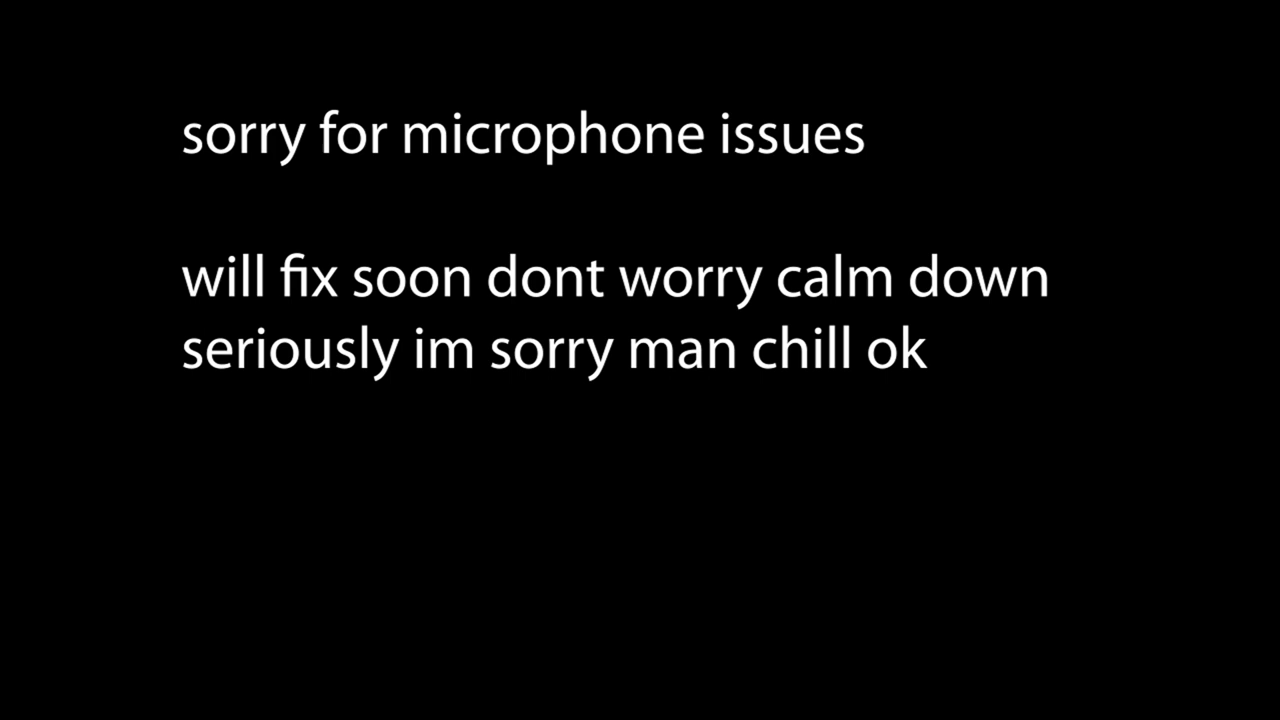 sorry for microphone issues
will fix soon dont worry calm down
seriously im sorry man chill ok